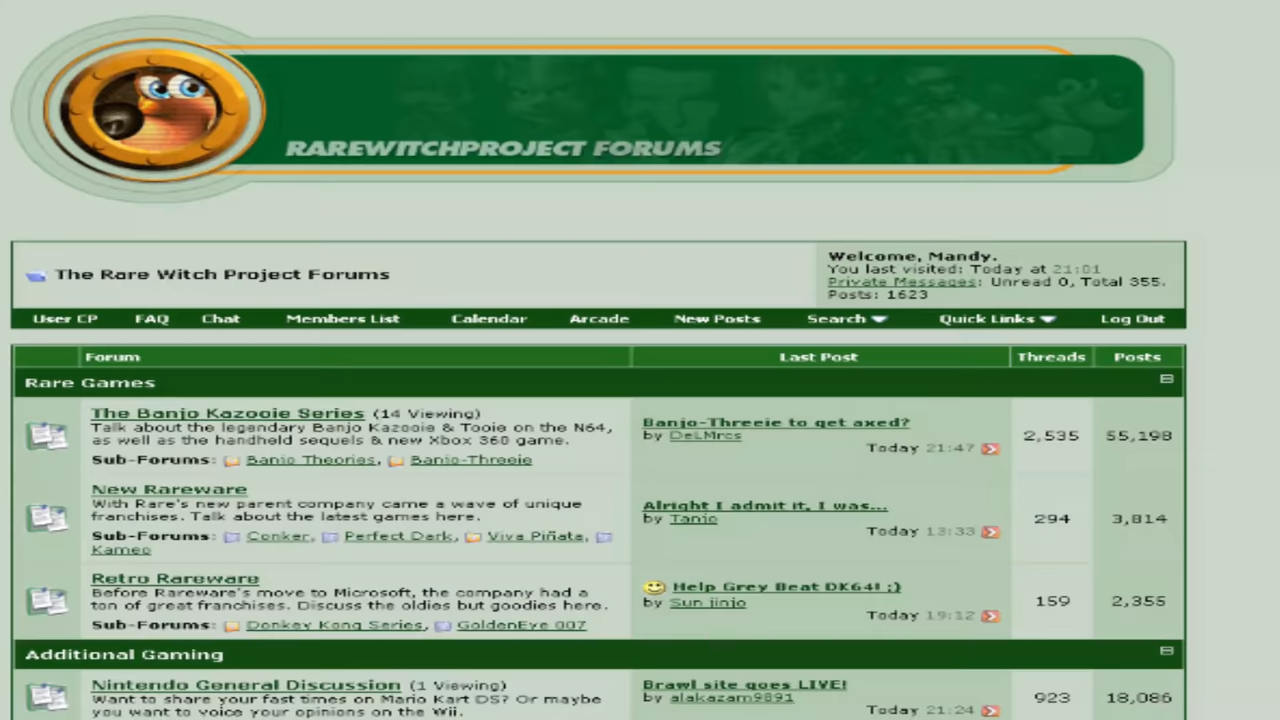 RAREWITCHPROJECT FORUMS
The Rare Witch Project Forums
Welcome, Mandy.
You last visited: Today at 21:01
Private Messages: Unread 0, Total 355.
Posts: 1623
User CP FAQ Chat Members List Calendar Arcade New Posts Search Quick Links Log Out
Forum Last Post Threads Posts
Rare Games
The Banjo Kazooie Series (14 Viewing)
Talk about the legendary Banjo Kazooie & Tooie on the N64,
as well as the handheld sequels & new Xbox 360 game.
Sub-Forums: Banjo Theories, Banjo-Threeie
Banjo-Threeie to get axed?
by DeLMrcs
Today 21:47
2,535 55,198
New Rareware
With Rare's new parent company came a wave of unique
franchises. Talk about the latest games here.
Sub-Forums: Conker, Perfect Dark, Viva Piñata,
Kameo
Alright I admit it, I was...
by Tanjo
Today 13:33
294 3,814
Retro Rareware
Before Rareware's move to Microsoft, the company had a
ton of great franchises. Discuss the oldies but goodies here.
Sub-Forums: Donkey Kong Series, GoldenEye 007
Help Grey Beat DK64! ;)
by Sun jinjo
Today 19:12
159 2,355
Additional Gaming
Nintendo General Discussion (1 Viewing)
Want to share your fast times on Mario Kart DS? Or maybe
you want to voice your opinions on the Wii.
Brawl site goes LIVE!
by alakazam9891
Today 21:24
923 18,086